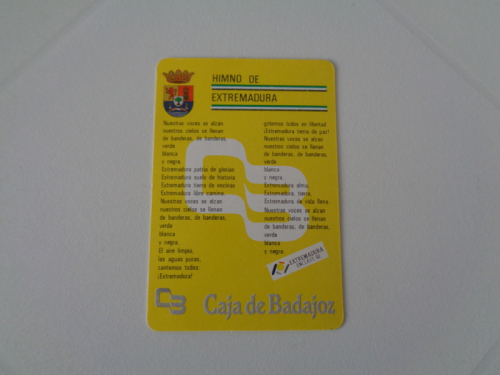 HIMNO DE
EXTREMADURA
Nuestras voces se alzan
nuestros cielos se llenan
de banderas, de banderas,
verde
blanca
y negra.
Extremadura patria de glorias
Extremadura suelo de historia
Extremadura tierra de encinas
Extremadura libre camino.
Nuestras voces se alzan
nuestros cielos se llenan
de banderas, de banderas,
verde
blanca
y negra.
El aire limpio,
las aguas puras,
cantemos todos:
¡Extremadura!
gritemos todos en libertad
¡Extremadura tierra de paz!
Nuestras voces se alzan
nuestros cielos se llenan
de banderas, de banderas,
verde
blanca
y negra.
Extremadura alma,
Extremadura, tierra,
Extremadura, de vida llena.
Nuestras voces se alzan
nuestros cielos se llenan
de banderas, de banderas,
verde
blanca
y negra.
EXTREMADURA
ENCLAVE 92
CB Caja de Badajoz